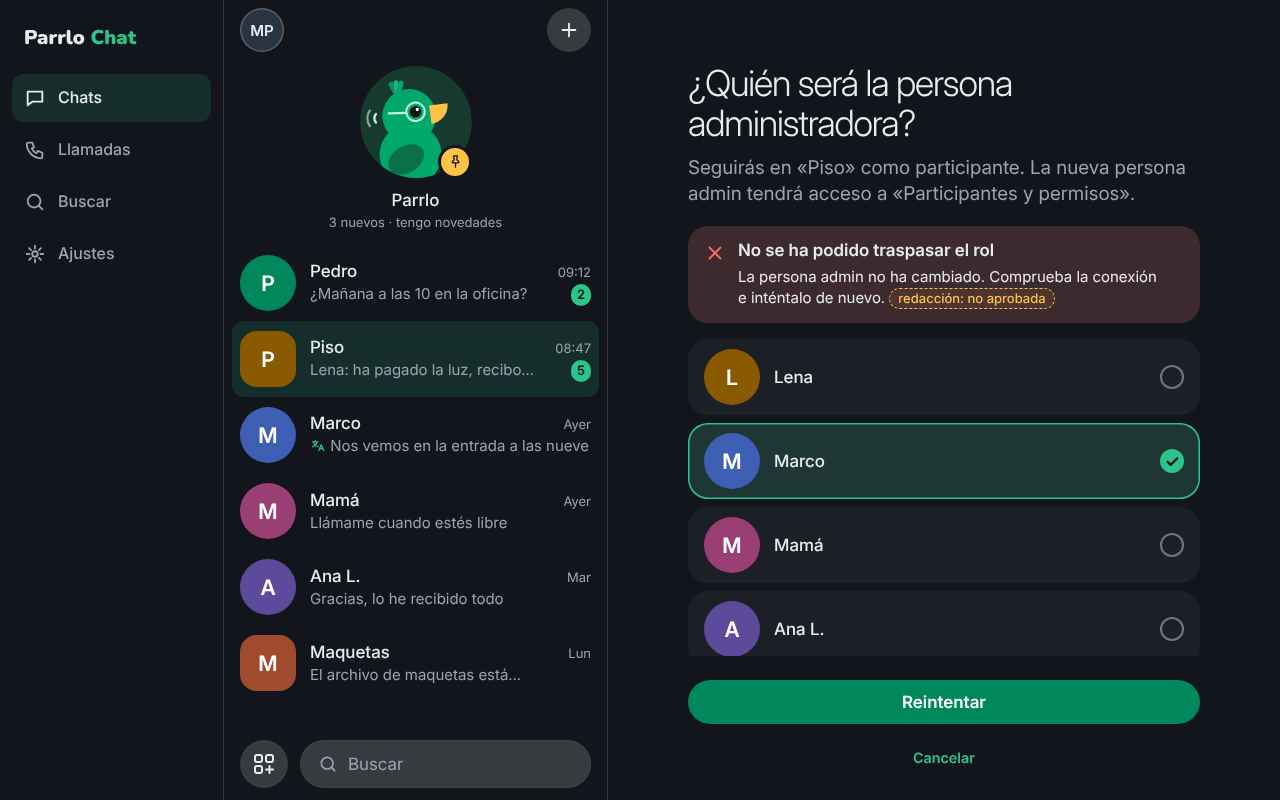 Parrlo Chat
Chats
Llamadas
Buscar
Ajustes
MP
Parrlo
3 nuevos · tengo novedades
P
Pedro
09:12
¿Mañana a las 10 en la oficina?
2
P
Piso
08:47
Lena: ha pagado la luz, recibo...
5
M
Marco
Ayer
Nos vemos en la entrada a las nueve
M
Mamá
Ayer
Llámame cuando estés libre
A
Ana L.
Mar
Gracias, lo he recibido todo
M
Maquetas
Lun
El archivo de maquetas está...
Buscar
¿Quién será la persona
administradora?
Seguirás en «Piso» como participante. La nueva persona
admin tendrá acceso a «Participantes y permisos».
No se ha podido traspasar el rol
La persona admin no ha cambiado. Comprueba la conexión
e inténtalo de nuevo. redacción: no aprobada
L
Lena
M
Marco
M
Mamá
A
Ana L.
Reintentar
Cancelar